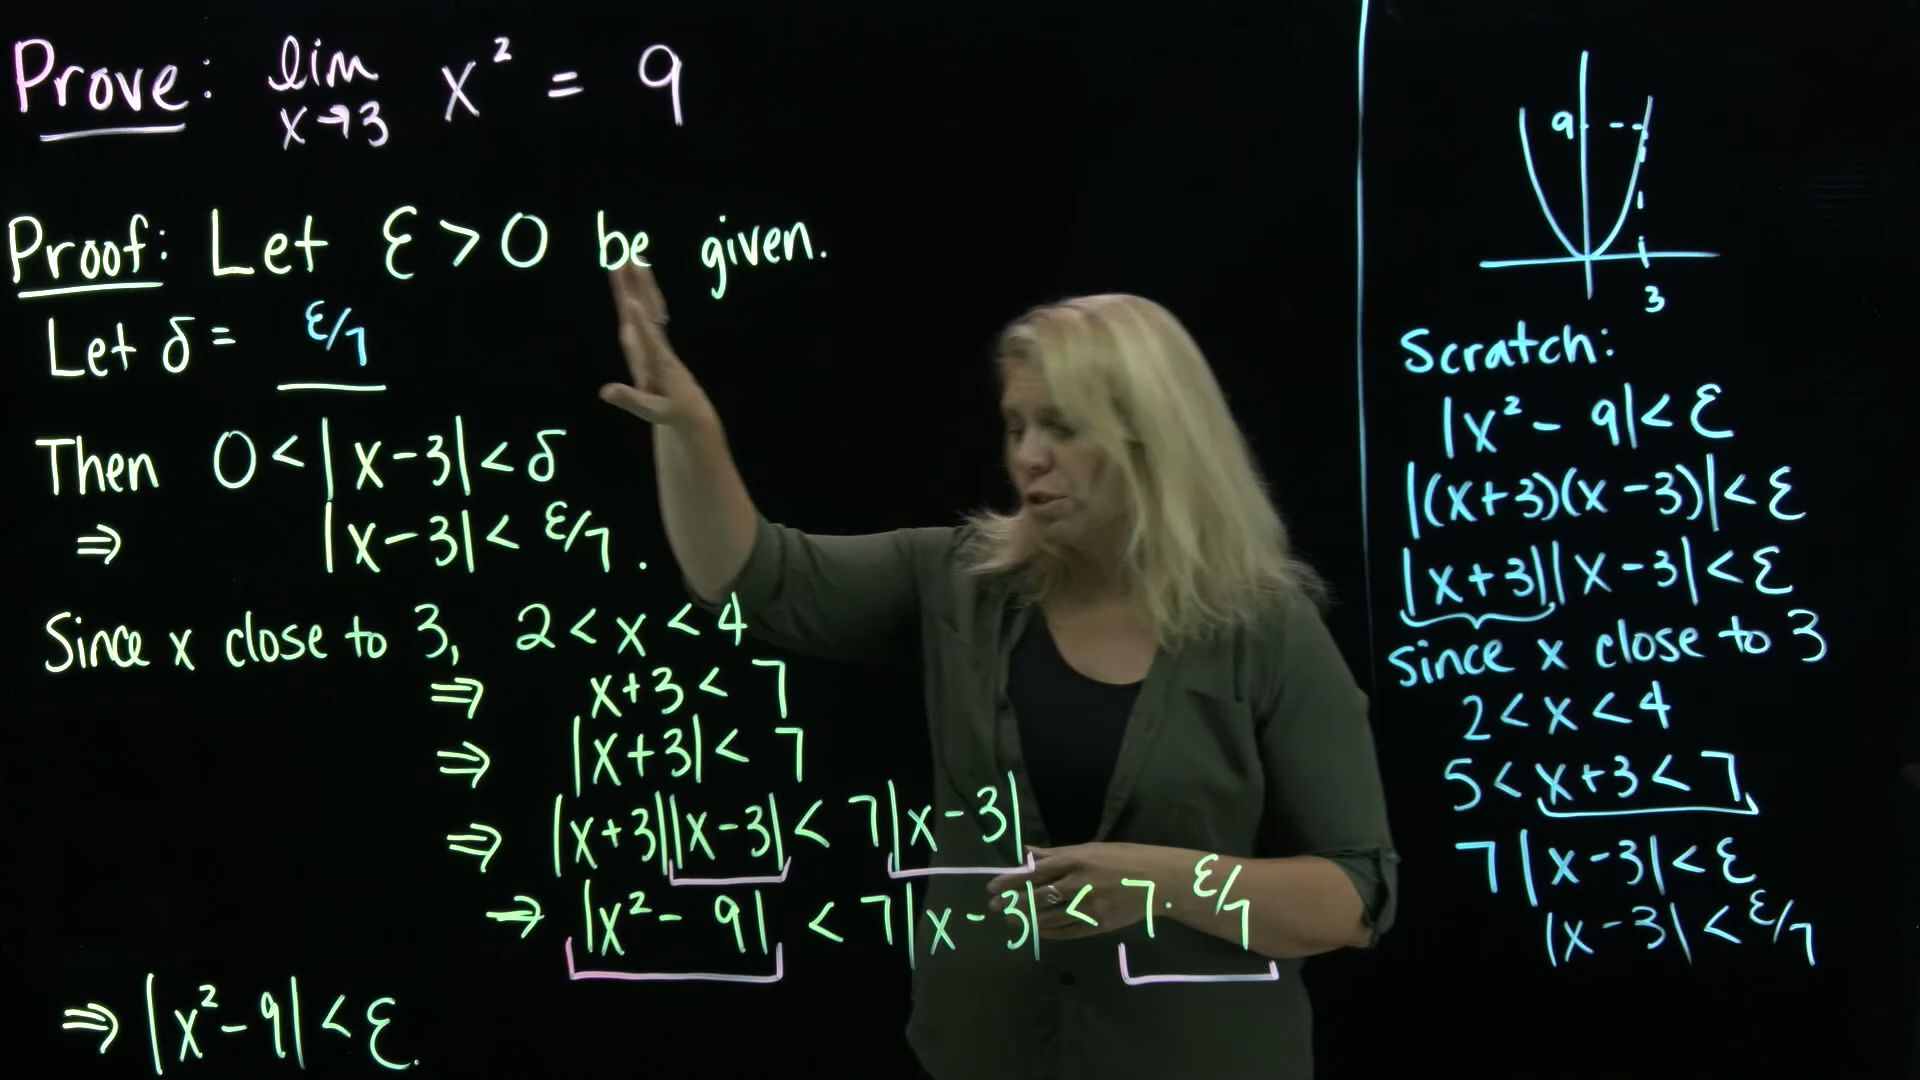 Prove: lim x² = 9
x→3
Proof: Let ε > 0 be given.
Let δ = ε/7
Then 0 < |x-3| < δ
⇒ |x-3| < ε/7.
Since x close to 3, 2 < x < 4
⇒ x+3 < 7
⇒ |x+3| < 7
⇒ |x+3||x-3| < 7|x-3|
→ |x²-9| < 7|x-3| < 7·ε/7
⇒ |x²-9| < ε.
9
3
Scratch:
|x²-9| < ε
|(x+3)(x-3)| < ε
|x+3||x-3| < ε
since x close to 3
2 < x < 4
5 < x+3 < 7
7|x-3| < ε
|x-3| < ε/7